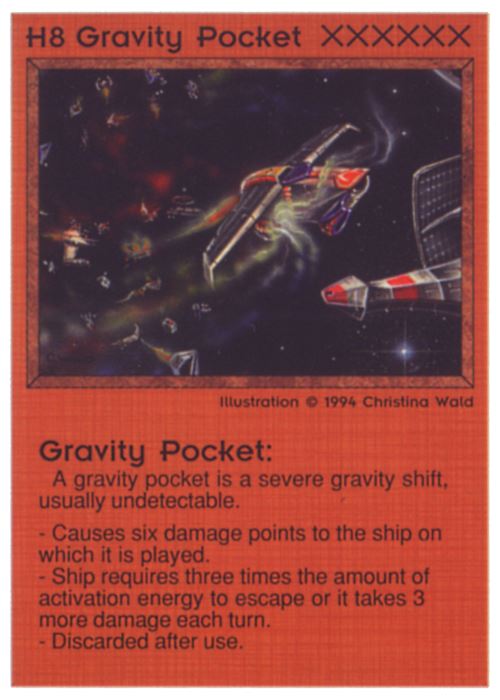 H8 Gravity Pocket XXXXXX
Illustration © 1994 Christina Wald
Gravity Pocket:
A gravity pocket is a severe gravity shift,
usually undetectable.
- Causes six damage points to the ship on
which it is played.
- Ship requires three times the amount of
activation energy to escape or it takes 3
more damage each turn.
- Discarded after use.